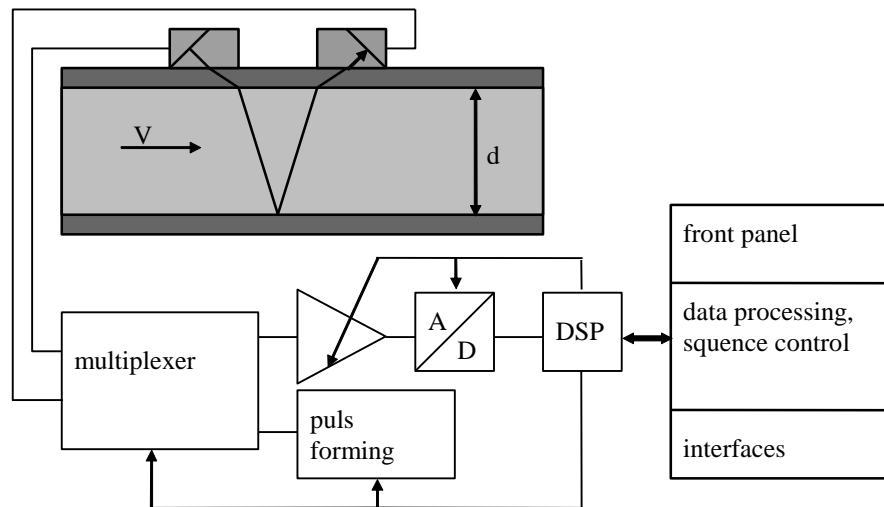 V
d
front panel
data processing,
squence control
interfaces
multiplexer
A
D
DSP
puls
forming